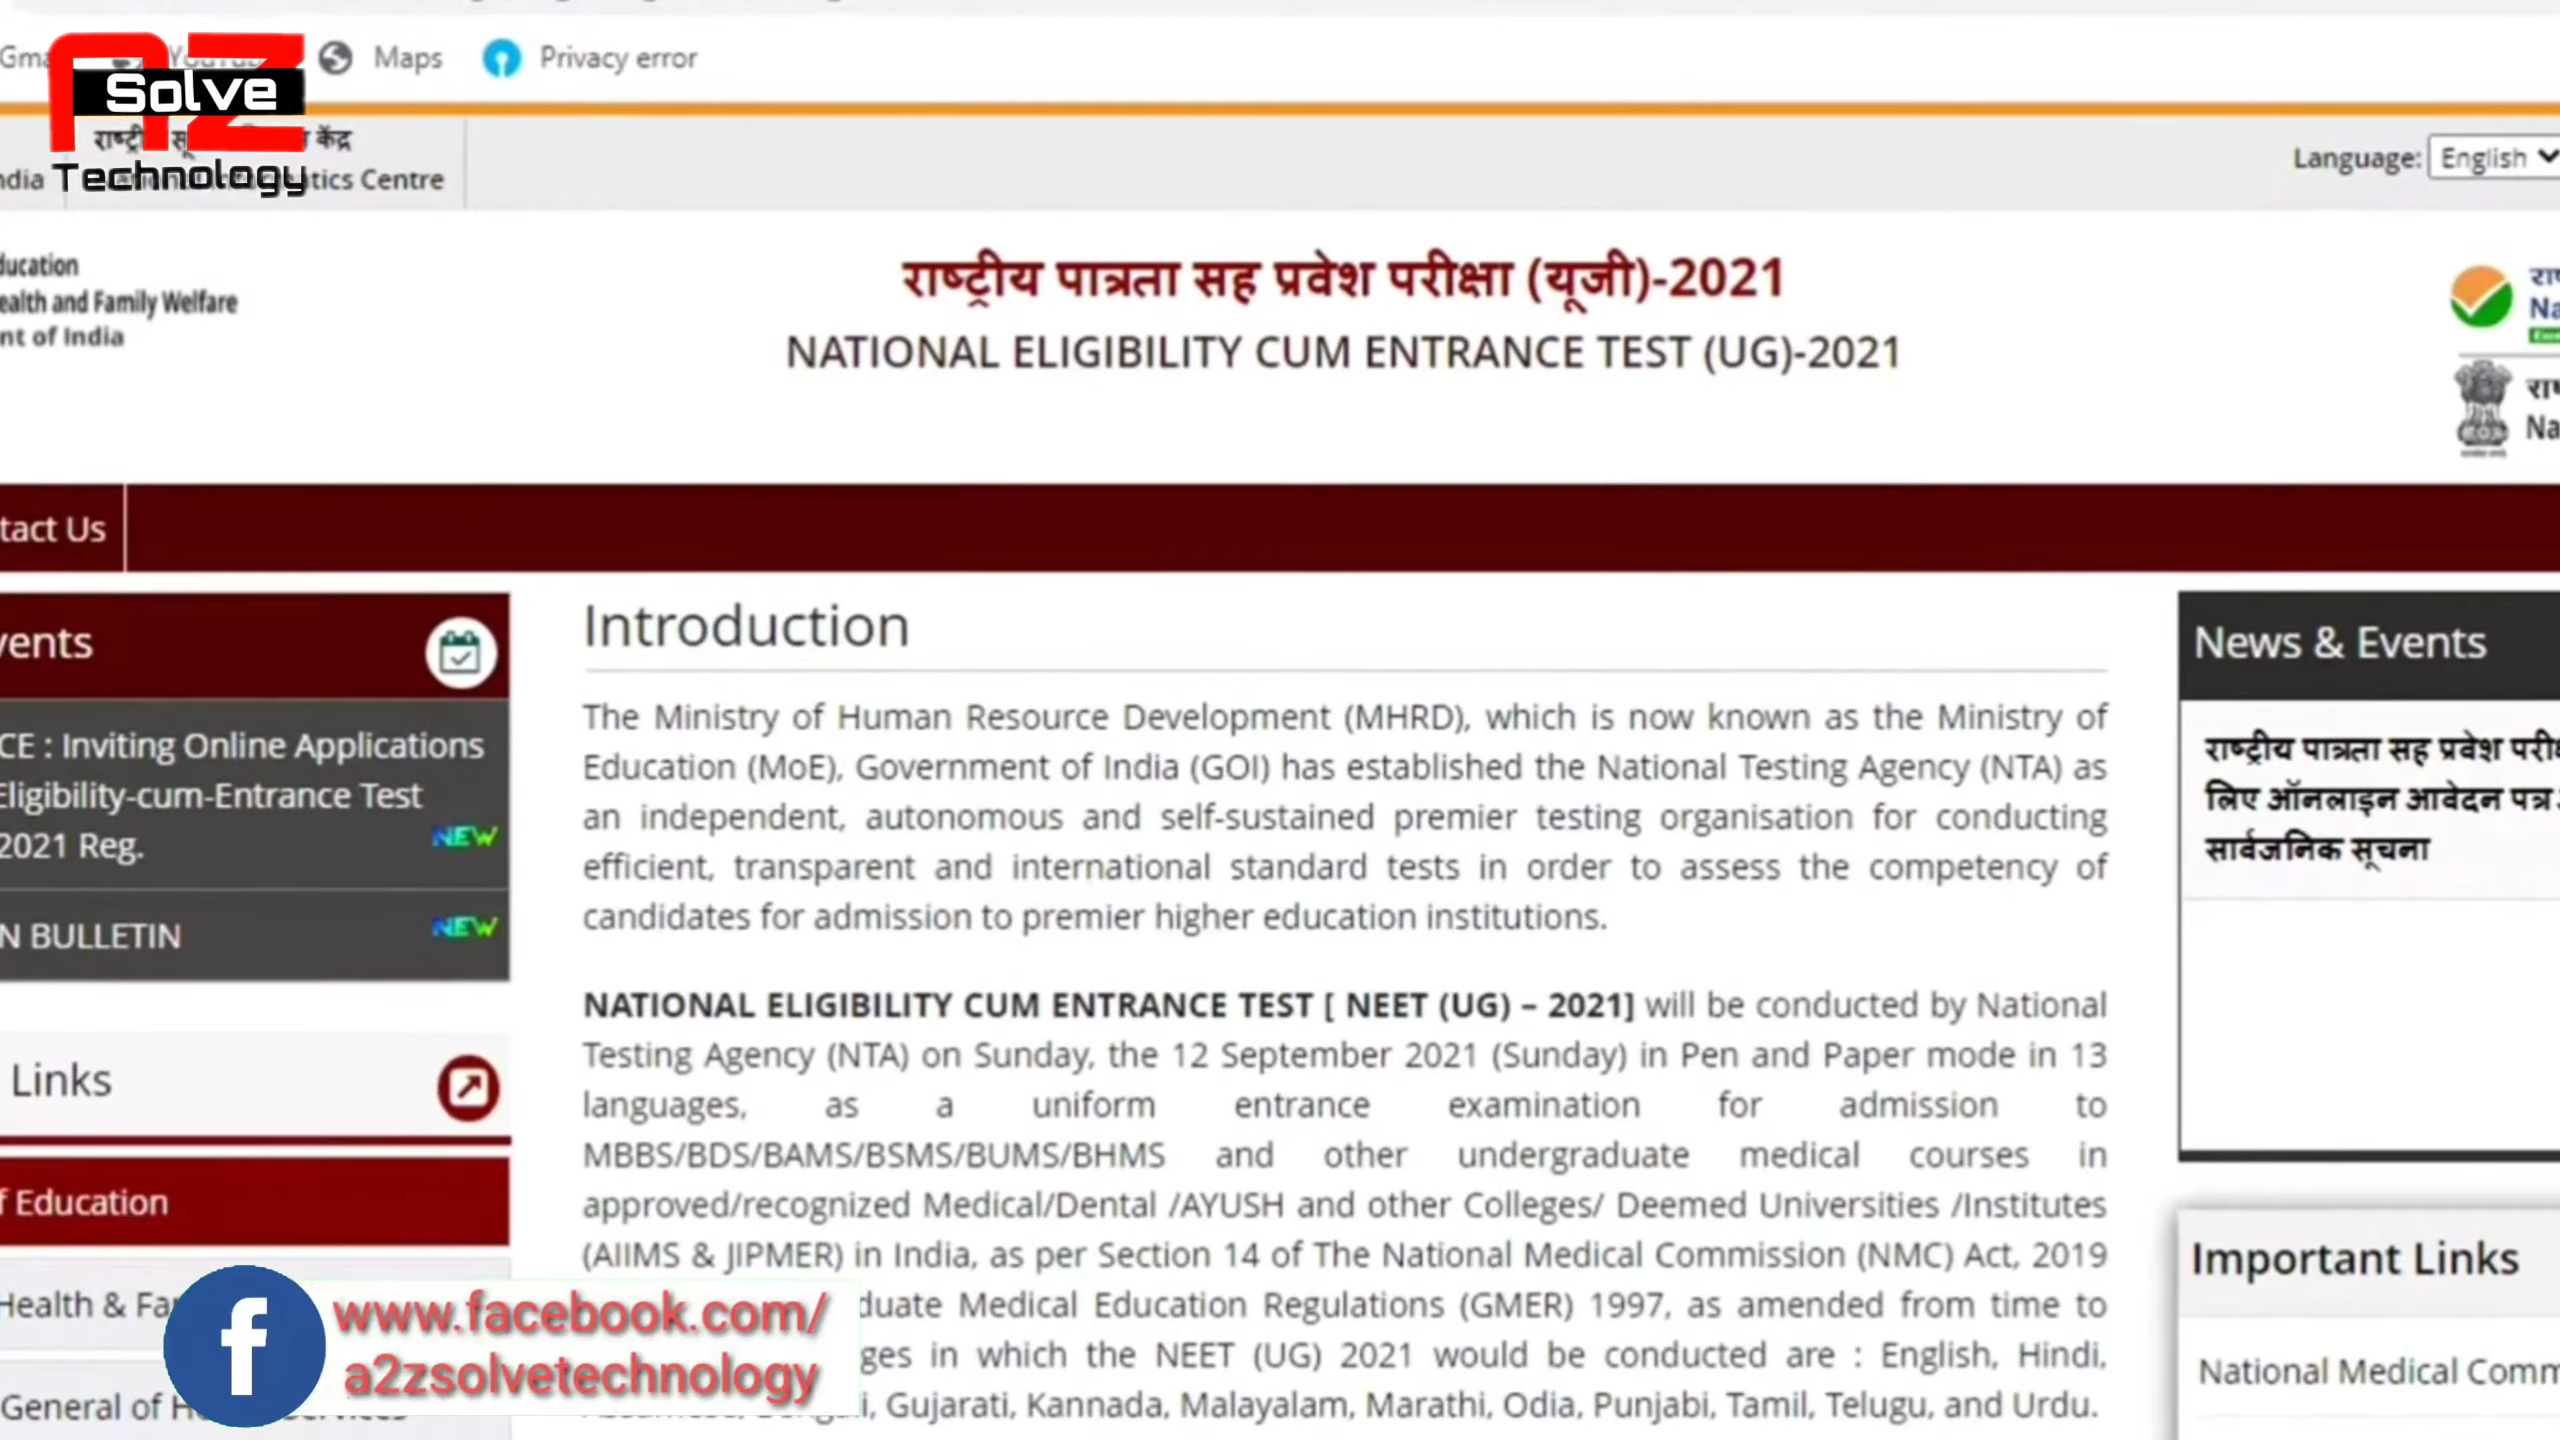 Maps
Privacy error
AZ
Solve
Technology
केंद्र
Centre
Language: English
राष्ट्रीय पात्रता सह प्रवेश परीक्षा (यूजी)-2021
NATIONAL ELIGIBILITY CUM ENTRANCE TEST (UG)-2021
and Family Welfare
of India
Us
CE : Inviting Online Applications
Eligibility-cum-Entrance Test
2021 Reg.
NEW
BULLETIN
NEW
Links
Education
Health &
General of
Introduction
The Ministry of Human Resource Development (MHRD), which is now known as the Ministry of
Education (MoE), Government of India (GOI) has established the National Testing Agency (NTA) as
an independent, autonomous and self-sustained premier testing organisation for conducting
efficient, transparent and international standard tests in order to assess the competency of
candidates for admission to premier higher education institutions.
NATIONAL ELIGIBILITY CUM ENTRANCE TEST [ NEET (UG) – 2021] will be conducted by National
Testing Agency (NTA) on Sunday, the 12 September 2021 (Sunday) in Pen and Paper mode in 13
languages, as a uniform entrance examination for admission to
MBBS/BDS/BAMS/BSMS/BUMS/BHMS and other undergraduate medical courses in
approved/recognized Medical/Dental /AYUSH and other Colleges/ Deemed Universities /Institutes
(AIIMS & JIPMER) in India, as per Section 14 of The National Medical Commission (NMC) Act, 2019
Medical Education Regulations (GMER) 1997, as amended from time to
in which the NEET (UG) 2021 would be conducted are : English, Hindi,
Gujarati, Kannada, Malayalam, Marathi, Odia, Punjabi, Tamil, Telugu, and Urdu.
News & Events
राष्ट्रीय पात्रता सह प्रवेश
लिए ऑनलाइन आवेदन पत्र
सार्वजनिक सूचना
Important Links
National Medical
f
www.facebook.com/
a2zsolvetechnology